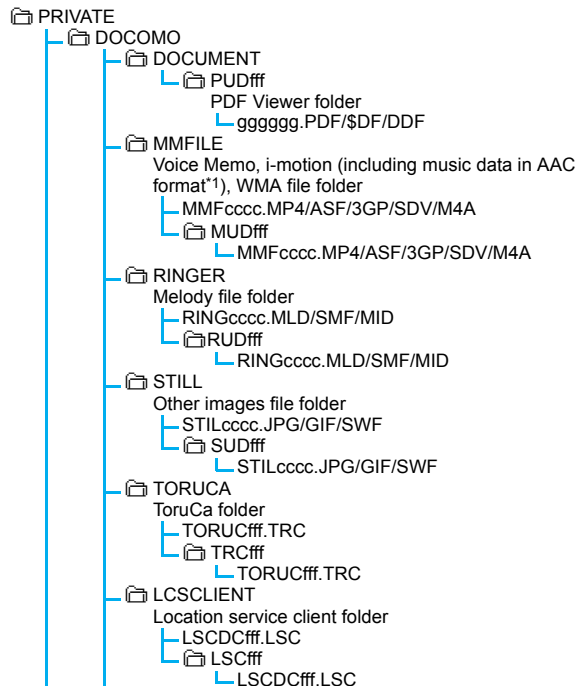 PRIVATE
DOCOMO
DOCUMENT
PUDfff
PDF Viewer folder
gggggg.PDF/$DF/DDF
MMFILE
Voice Memo, i-motion (including music data in AAC
format*1), WMA file folder
MMFcccc.MP4/ASF/3GP/SDV/M4A
MUDfff
MMFcccc.MP4/ASF/3GP/SDV/M4A
RINGER
Melody file folder
RINGcccc.MLD/SMF/MID
RUDfff
RINGcccc.MLD/SMF/MID
STILL
Other images file folder
STILcccc.JPG/GIF/SWF
SUDfff
STILcccc.JPG/GIF/SWF
TORUCA
ToruCa folder
TORUCfff.TRC
TRCfff
TORUCfff.TRC
LCSCLIENT
Location service client folder
LSCDCfff.LSC
LSCfff
LSCDCfff.LSC